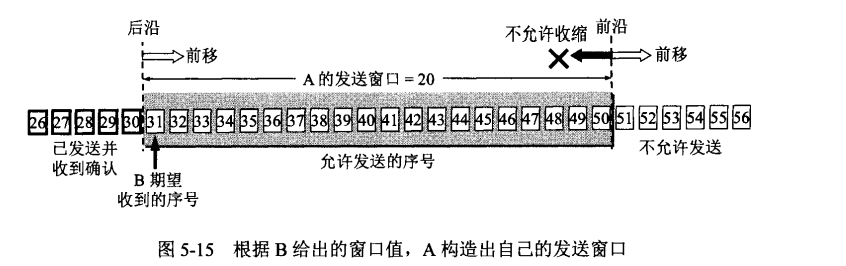 后沿
不允许收缩
前沿
前移
前移
A 的发送窗口 = 20
26 27 28 29 30 31 32 33 34 35 36 37 38 39 40 41 42 43 44 45 46 47 48 49 50 51 52 53 54 55 56
已发送并
收到确认
允许发送的序号
不允许发送
B 期望
收到的序号
图 5-15 根据 B 给出的窗口值，A 构造出自己的发送窗口